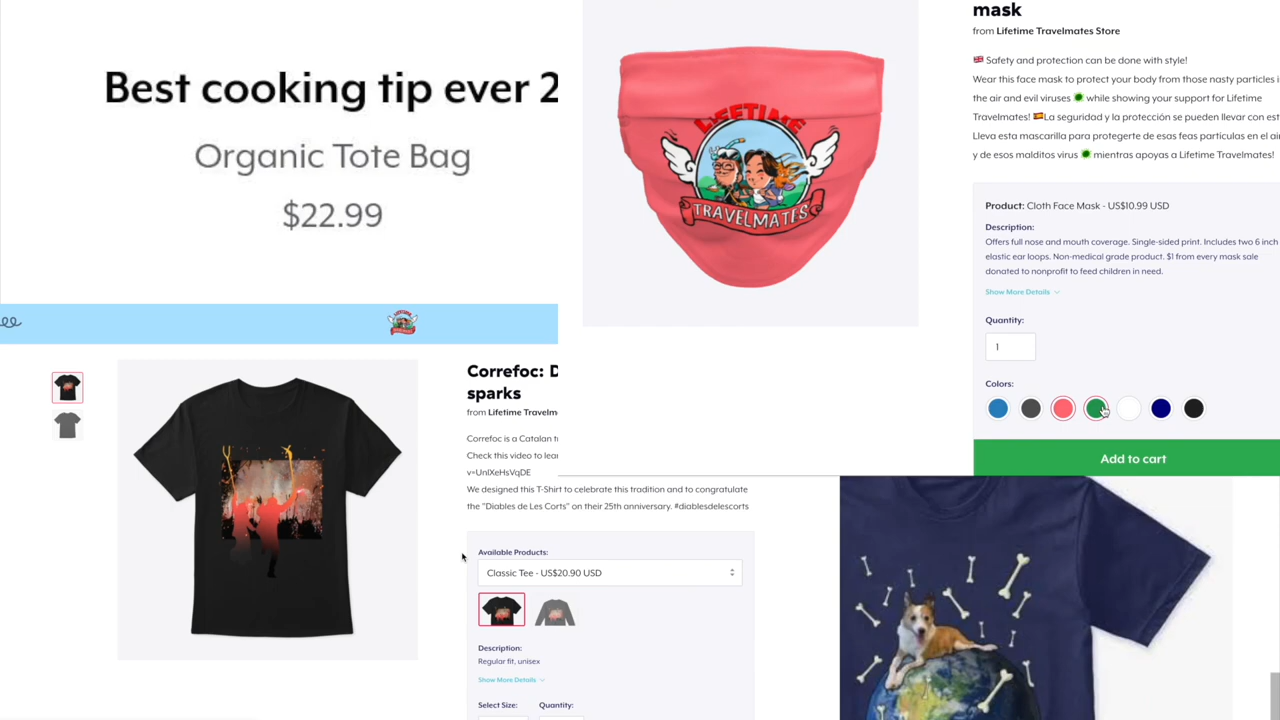 Best cooking tip ever 2
Organic Tote Bag
$22.99
LIFETIME
TRAVELMATES
mask
from Lifetime Travelmates Store
Safety and protection can be done with style!
Wear this face mask to protect your body from those nasty particles i
the air and evil viruses while showing your support for Lifetime
Travelmates! La seguridad y la protección se pueden llevar con est
Lleva esta mascarilla para protegerte de esas feas partículas en el ai
y de esos malditos virus mientras apoyas a Lifetime Travelmates!
Product: Cloth Face Mask - US$10.99 USD
Description:
Offers full nose and mouth coverage. Single-sided print. Includes two 6 inch
elastic ear loops. Non-medical grade product. $1 from every mask sale
donated to nonprofit to feed children in need.
Show More Details
Quantity:
1
Colors:
Add to cart
Correfoc: D
sparks
from Lifetime Travelm
Correfoc is a Catalan t
Check this video to lea
v=UnlXeHsVqDE
We designed this T-Shirt to celebrate this tradition and to congratulate
the "Diables de Les Corts" on their 25th anniversary. #diablesdelescorts
Available Products:
Classic Tee - US$20.90 USD
Description:
Regular fit, unisex
Show More Details
Select Size:
Quantity: